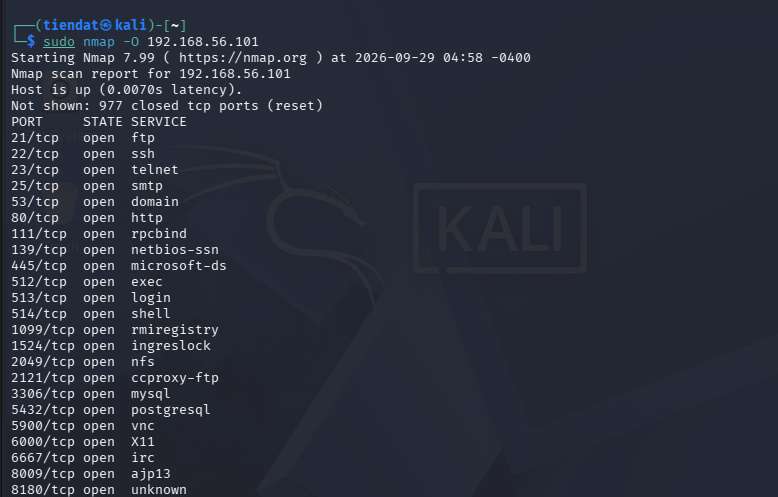 ┌──(tiendat㉿kali)-[~]
└─$ sudo nmap -O 192.168.56.101
Starting Nmap 7.99 ( https://nmap.org ) at 2026-09-29 04:58 -0400
Nmap scan report for 192.168.56.101
Host is up (0.0070s latency).
Not shown: 977 closed tcp ports (reset)
PORT     STATE SERVICE
21/tcp   open  ftp
22/tcp   open  ssh
23/tcp   open  telnet
25/tcp   open  smtp
53/tcp   open  domain
80/tcp   open  http
111/tcp  open  rpcbind
139/tcp  open  netbios-ssn
445/tcp  open  microsoft-ds
512/tcp  open  exec
513/tcp  open  login
514/tcp  open  shell
1099/tcp open  rmiregistry
1524/tcp open  ingreslock
2049/tcp open  nfs
2121/tcp open  ccproxy-ftp
3306/tcp open  mysql
5432/tcp open  postgresql
5900/tcp open  vnc
6000/tcp open  X11
6667/tcp open  irc
8009/tcp open  ajp13
8180/tcp open  unknown
KALI